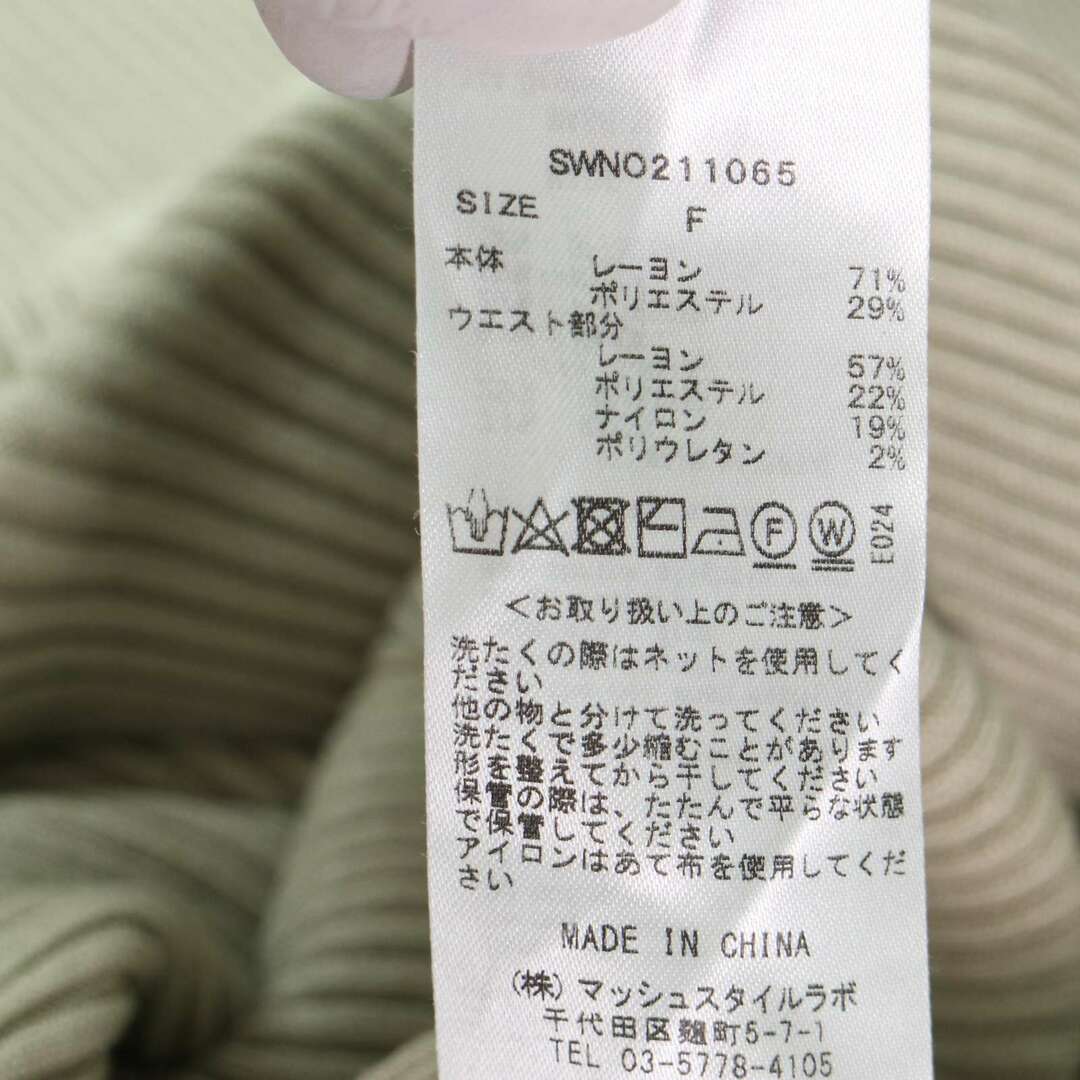 SWNO211065
SIZE F
本体 レーヨン 71%
ポリエステル 29%
ウエスト部分
レーヨン 57%
ポリエステル 22%
ナイロン 19%
ポリウレタン 2%
F W E024
<お取り扱い上のご注意>
洗たくの際はネットを使用してく
ださい
他の物と分けて洗ってください
洗たくで多少縮むことがあります
形を整えてから干してください
保管の際は、たたんで平らな状態
で保管してください
アイロンはあて布を使用してくだ
さい
MADE IN CHINA
(株)マッシュスタイルラボ
千代田区麹町5-7-1
TEL 03-5778-4105